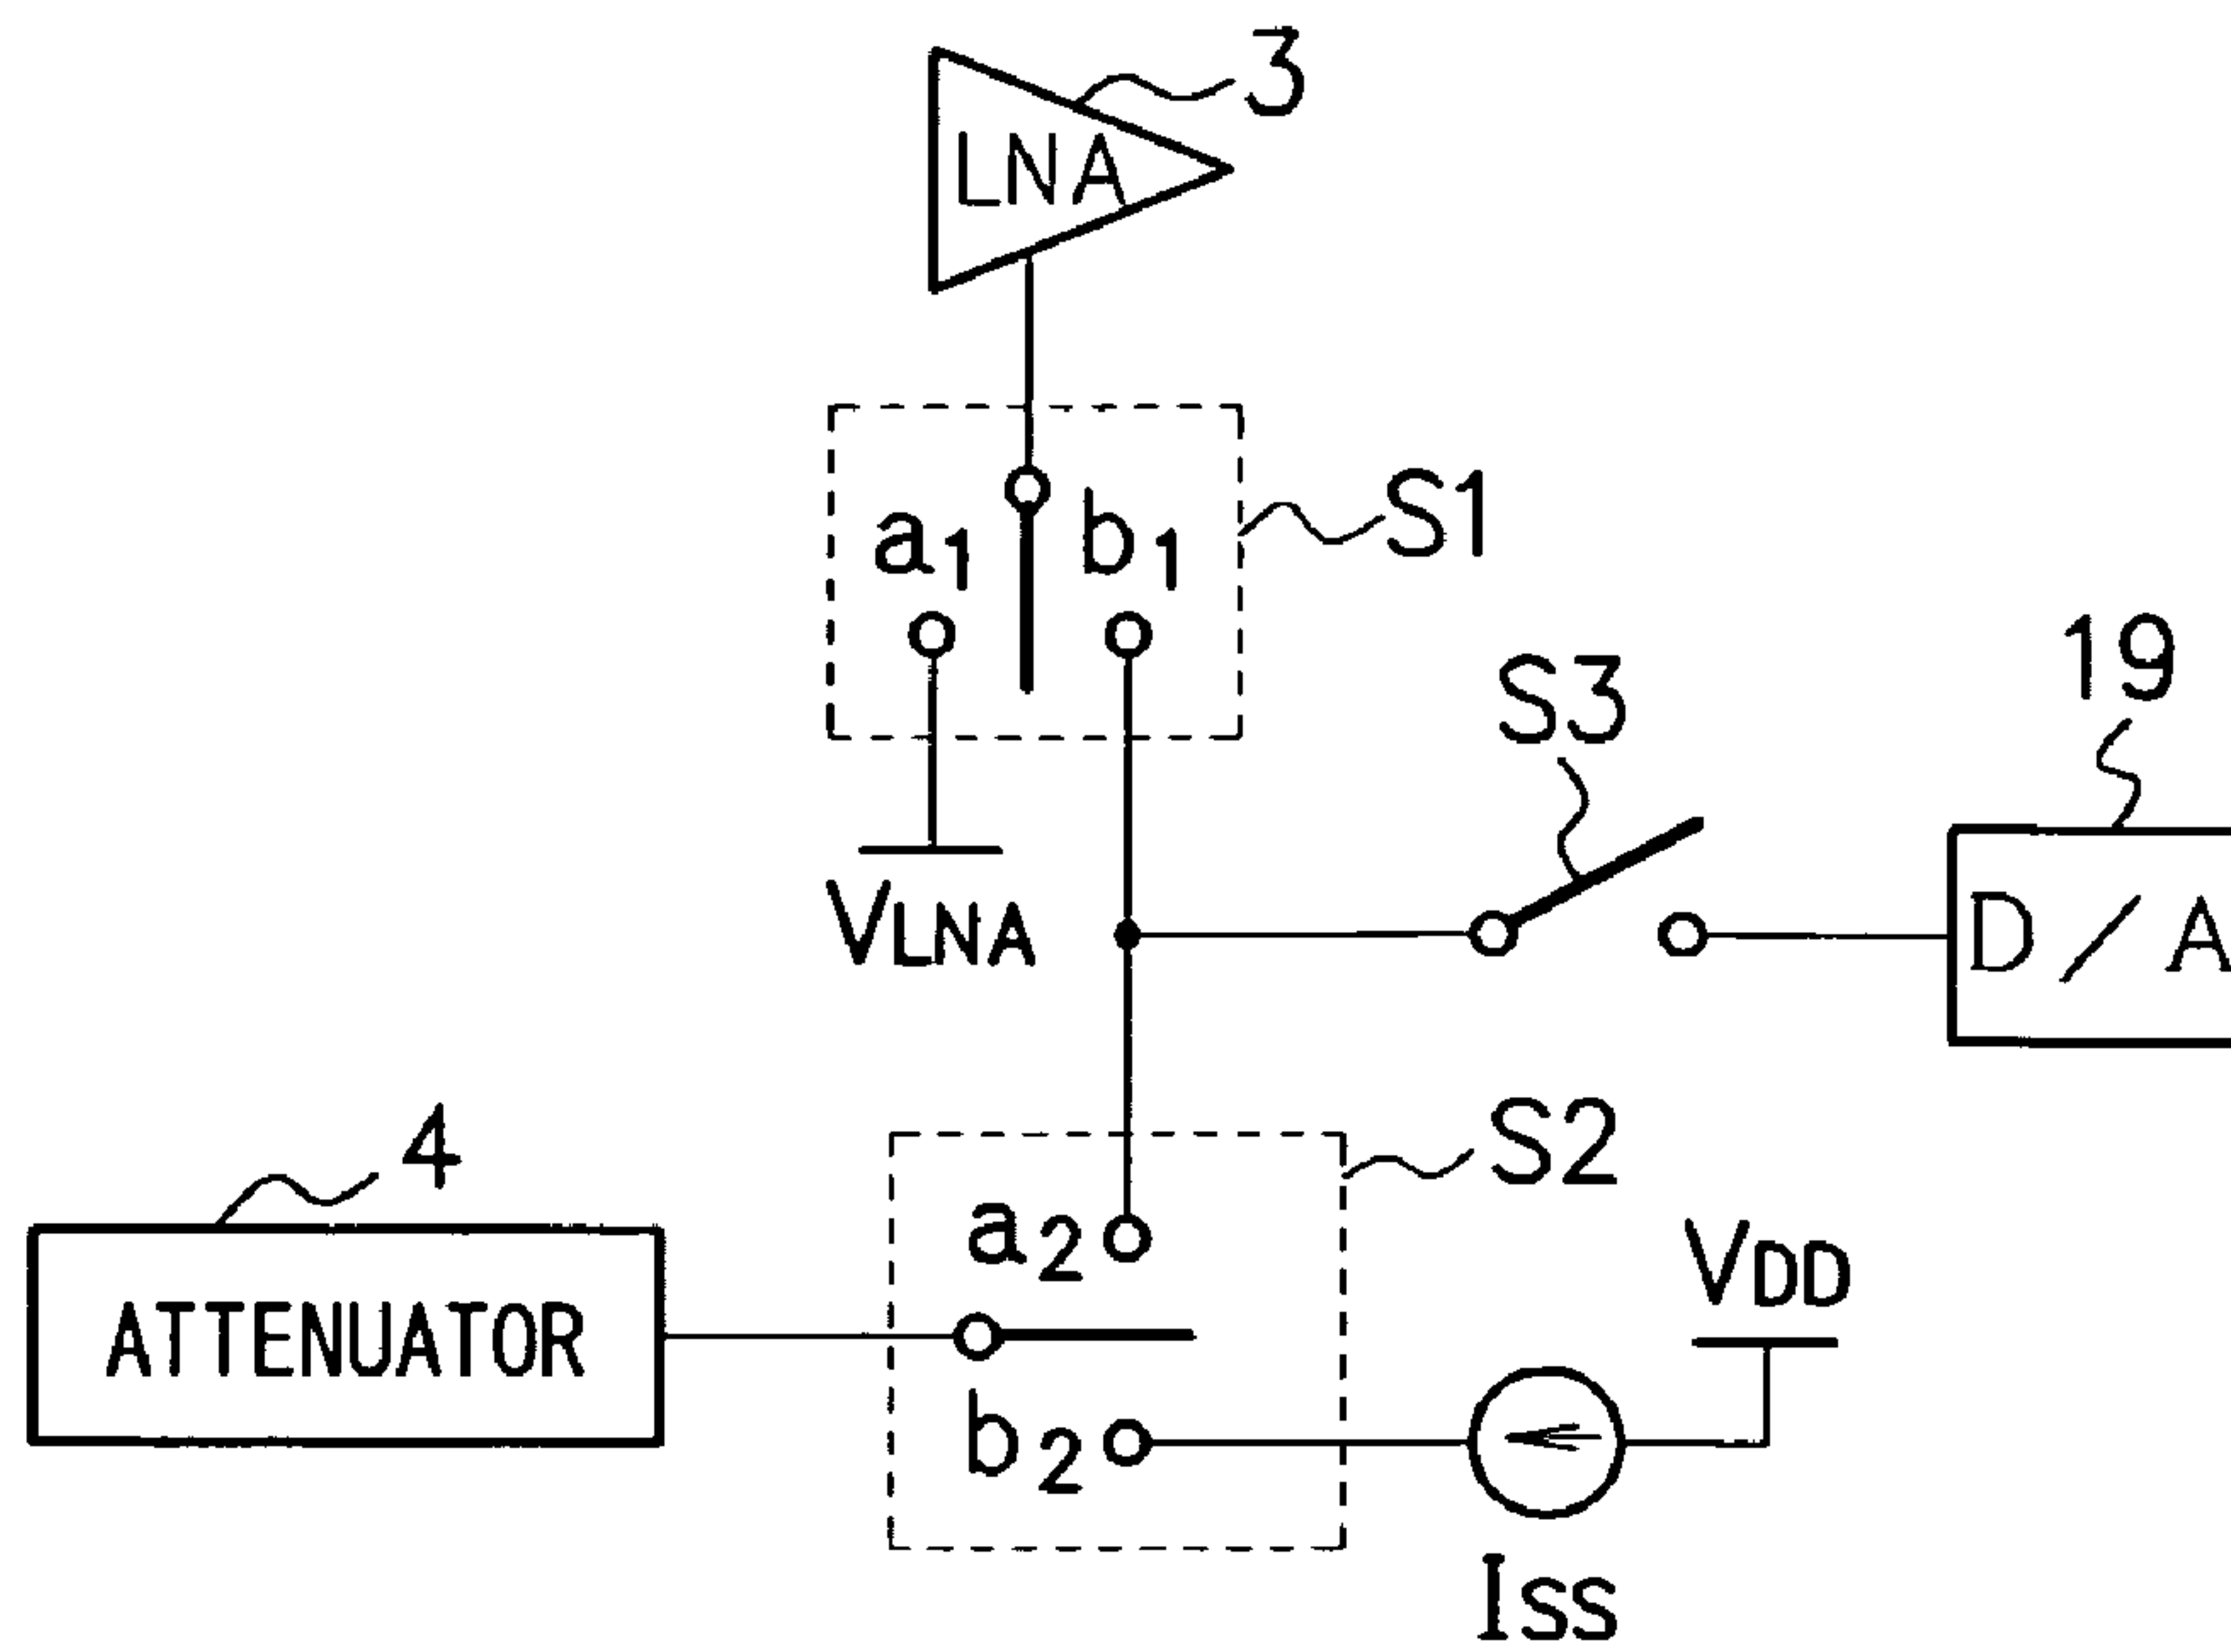 3
LNA
a1
b1
S1
S3
19
VLNA
D/A
4
S2
a2
ATTENUATOR
VDD
b2
ISS